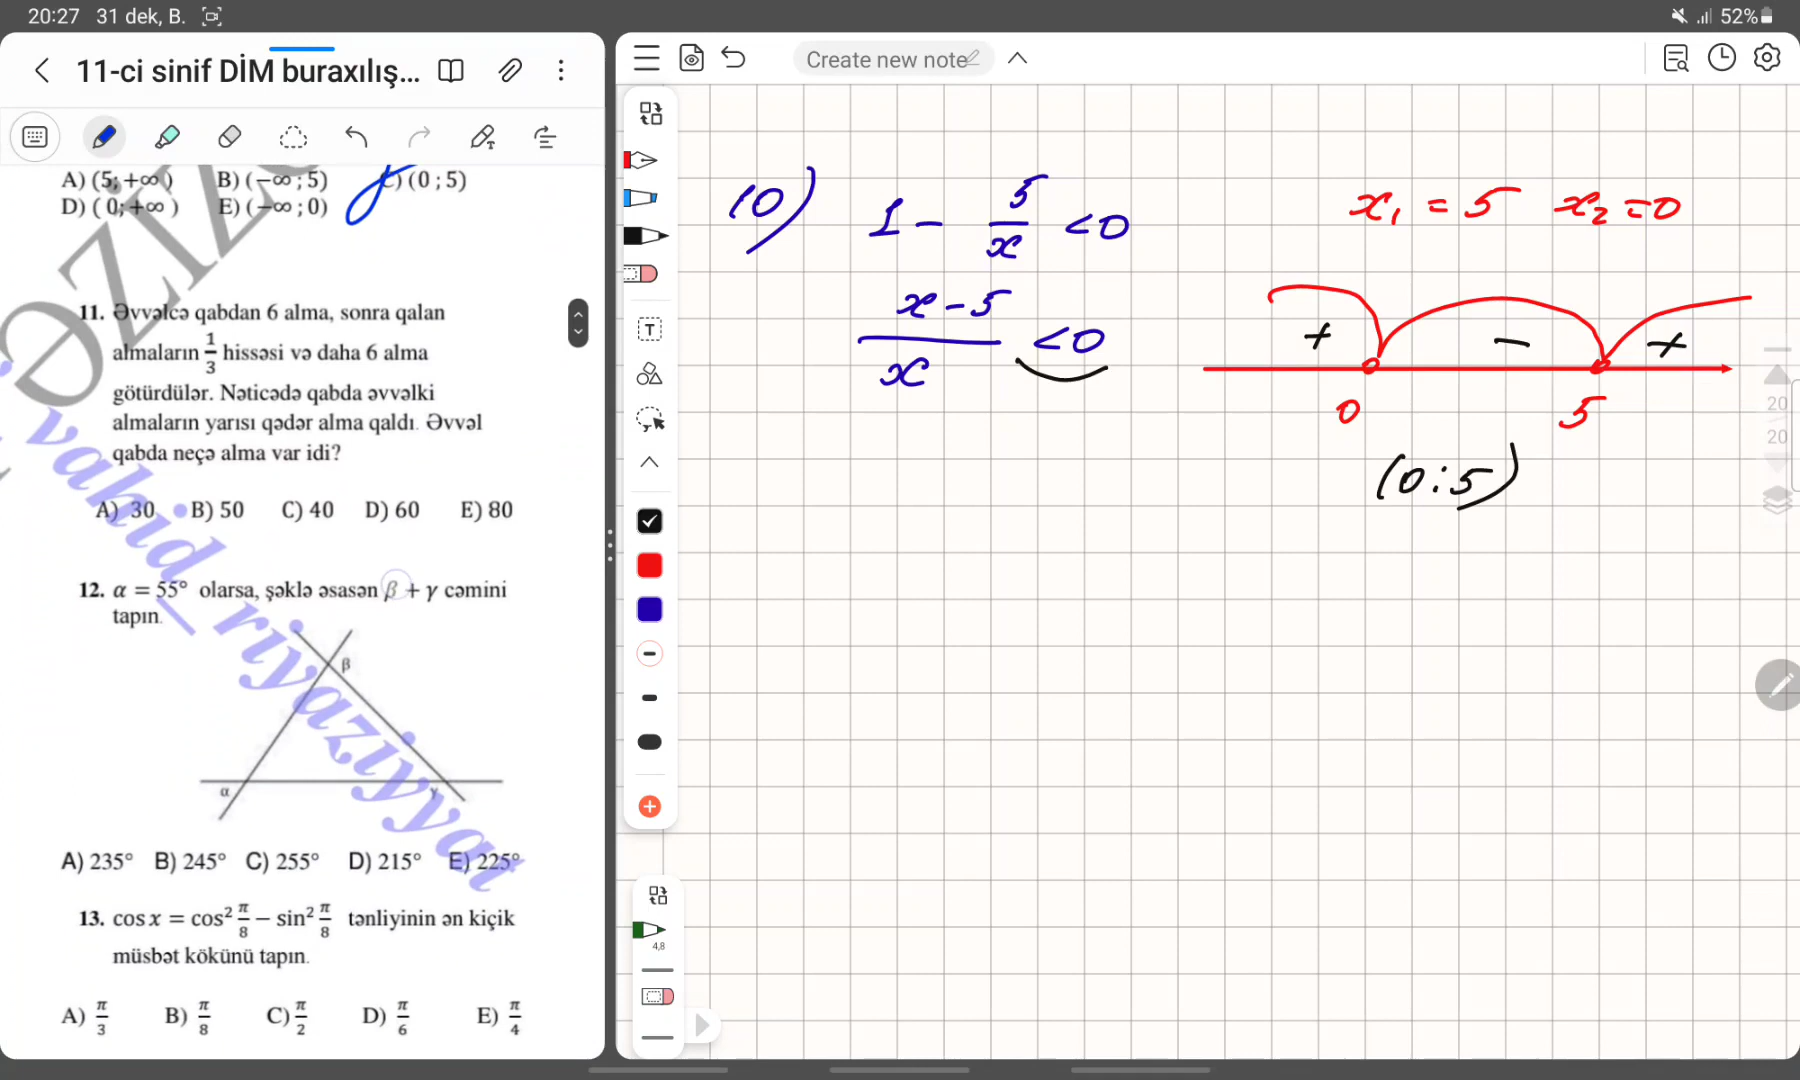 20:27 31 dek, B. 52%
11-ci sinif DİM buraxılış...
A) (5; +∞) B) (−∞ ; 5) C) (0 ; 5)
D) ( 0; +∞ ) E) (−∞ ; 0)
11. Əvvəlcə qabdan 6 alma, sonra qalan
almaların 1/3 hissəsi və daha 6 alma
götürdülər. Nəticədə qabda əvvəlki
almaların yarısı qədər alma qaldı. Əvvəl
qabda neçə alma var idi?
A) 30 B) 50 C) 40 D) 60 E) 80
12. α = 55° olarsa, şəklə əsasən β + γ cəmini
tapın.
β
α γ
A) 235° B) 245° C) 255° D) 215° E) 225°
13. cos x = cos² π/8 − sin² π/8 tənliyinin ən kiçik
müsbət kökünü tapın.
A) π/3 B) π/8 C) π/2 D) π/6 E) π/4
vahid_riyaziyyat
Create new note
T
4,8
20
20
10) 1 − 5/x <0
x − 5/x <0
x₁ = 5 x₂ = 0
+ − +
0 5
(0 ; 5)